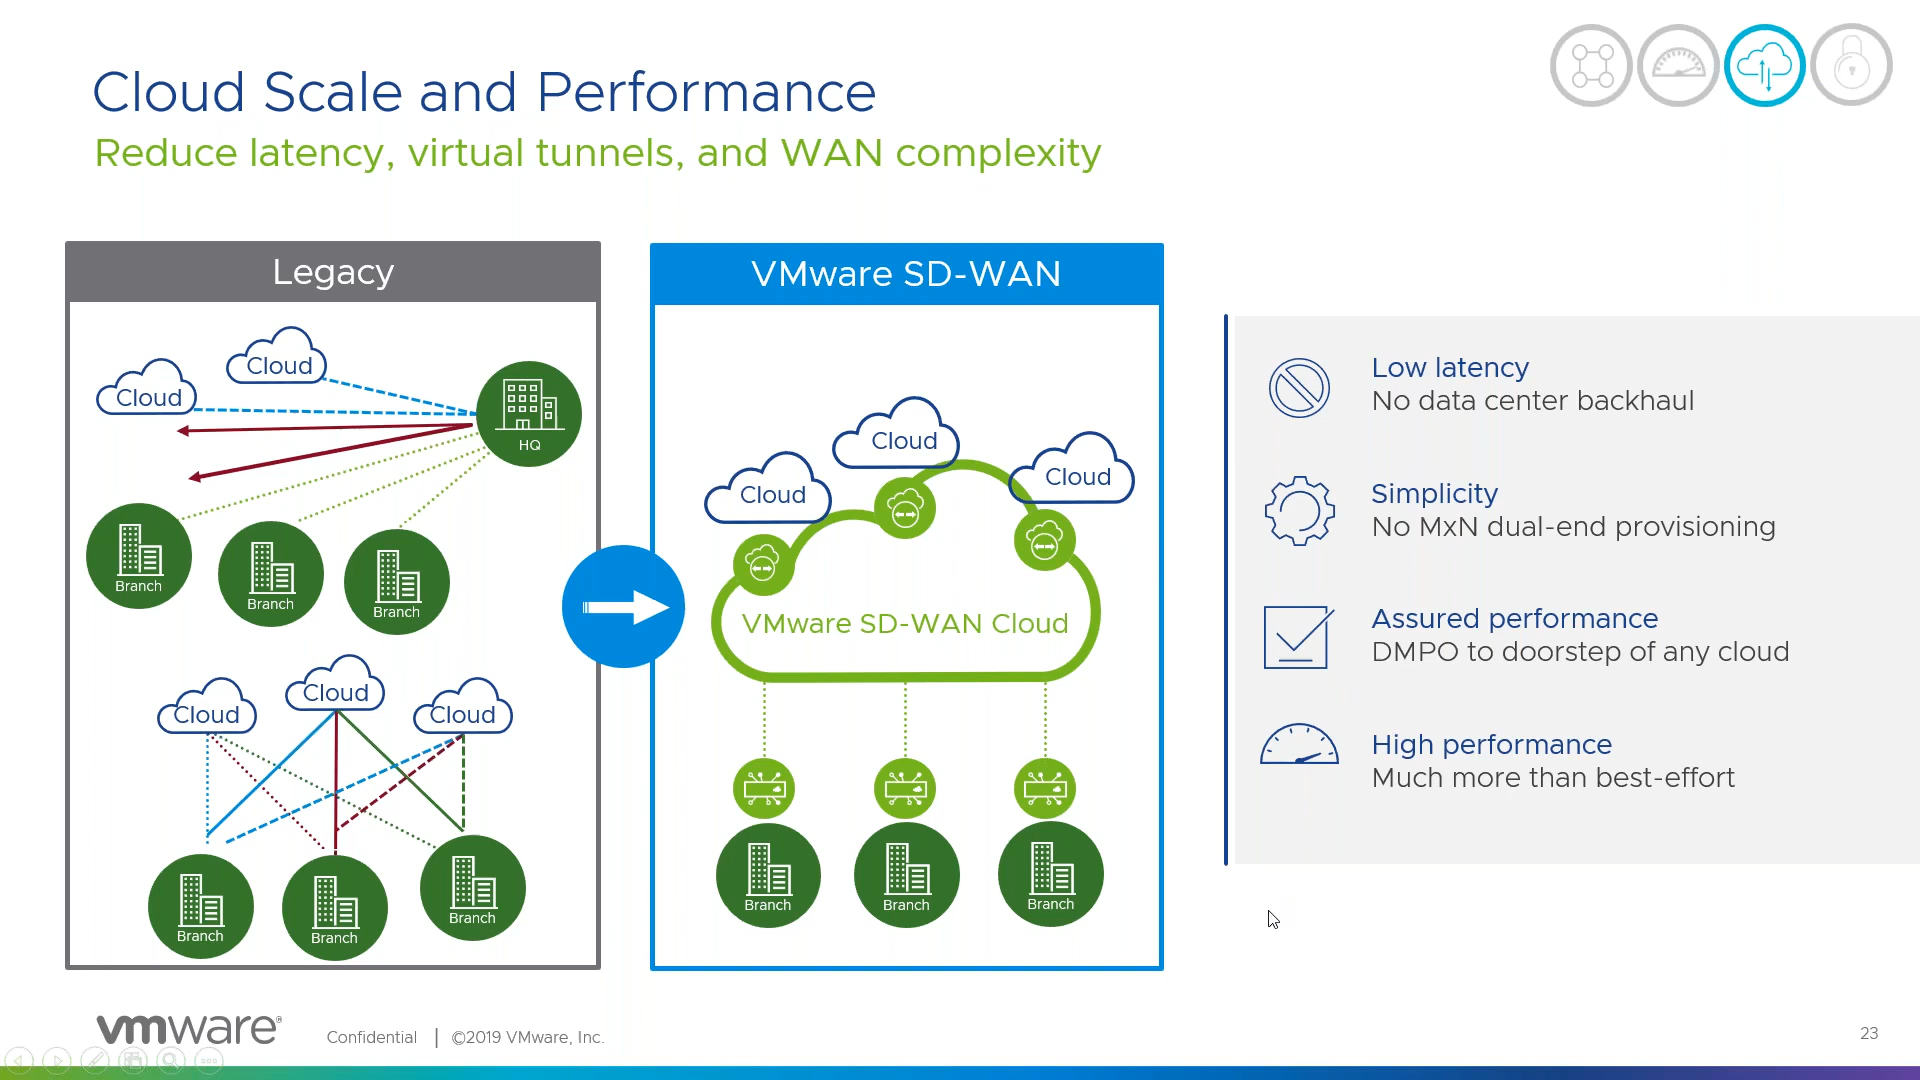 Cloud Scale and Performance
Reduce latency, virtual tunnels, and WAN complexity
Legacy
Cloud
Cloud
HQ
Branch
Branch
Branch
Cloud
Cloud
Cloud
Branch
Branch
Branch
VMware SD-WAN
Cloud
Cloud
Cloud
VMware SD-WAN Cloud
Branch
Branch
Branch
Low latency
No data center backhaul
Simplicity
No MxN dual-end provisioning
Assured performance
DMPO to doorstep of any cloud
High performance
Much more than best-effort
vmware®
Confidential | ©2019 VMware, Inc.
23